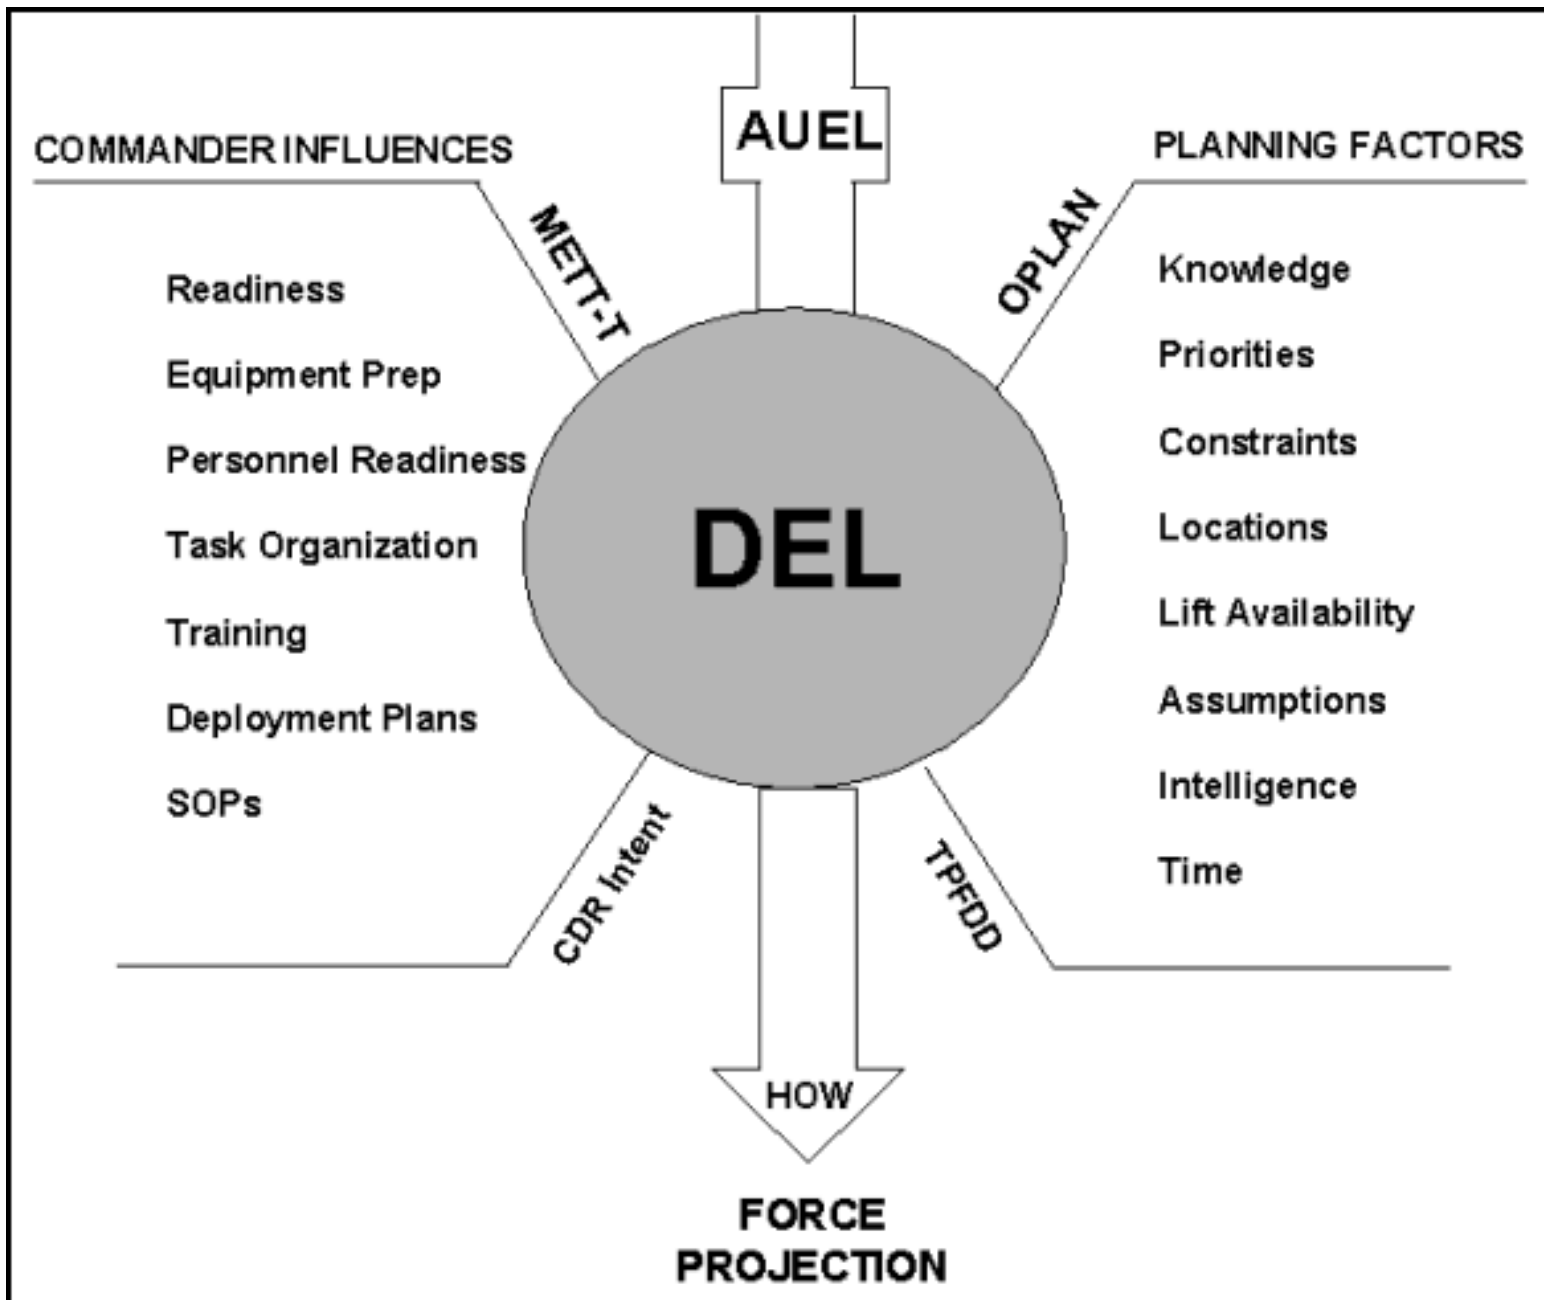 AUEL
COMMANDER INFLUENCES
METT-T
Readiness
Equipment Prep
Personnel Readiness
Task Organization
Training
Deployment Plans
SOPs
CDR Intent
DEL
PLANNING FACTORS
OPLAN
Knowledge
Priorities
Constraints
Locations
Lift Availability
Assumptions
Intelligence
Time
TPFDD
HOW
FORCE
PROJECTION